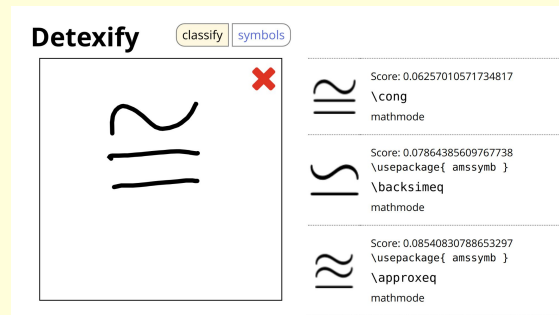 Detexify
classify symbols
Score: 0.06257010571734817
\cong
mathmode
Score: 0.07864385609767738
\usepackage{ amssymb }
\backsimeq
mathmode
Score: 0.08540830788653297
\usepackage{ amssymb }
\approxeq
mathmode